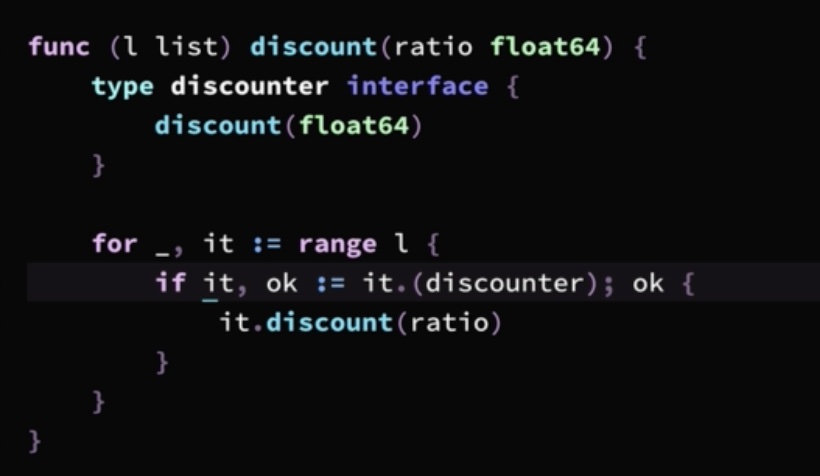 func (l list) discount(ratio float64) {
    type discounter interface {
        discount(float64)
    }

    for _, it := range l {
        if it, ok := it.(discounter); ok {
            it.discount(ratio)
        }
    }
}